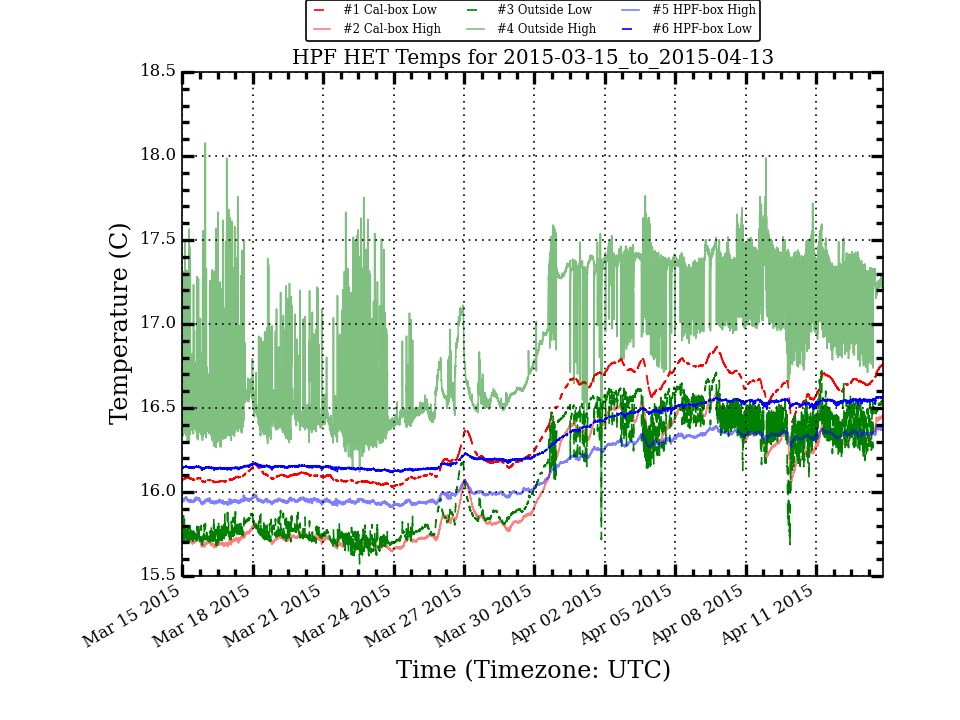 #1 Cal-box Low #3 Outside Low #5 HPF-box High
#2 Cal-box High #4 Outside High #6 HPF-box Low
HPF HET Temps for 2015-03-15_to_2015-04-13
18.5
18.0
17.5
17.0
16.5
16.0
15.5
Temperature (C)
Mar 15 2015 Mar 18 2015 Mar 21 2015 Mar 24 2015 Mar 27 2015 Mar 30 2015 Apr 02 2015 Apr 05 2015 Apr 08 2015 Apr 11 2015
Time (Timezone: UTC)